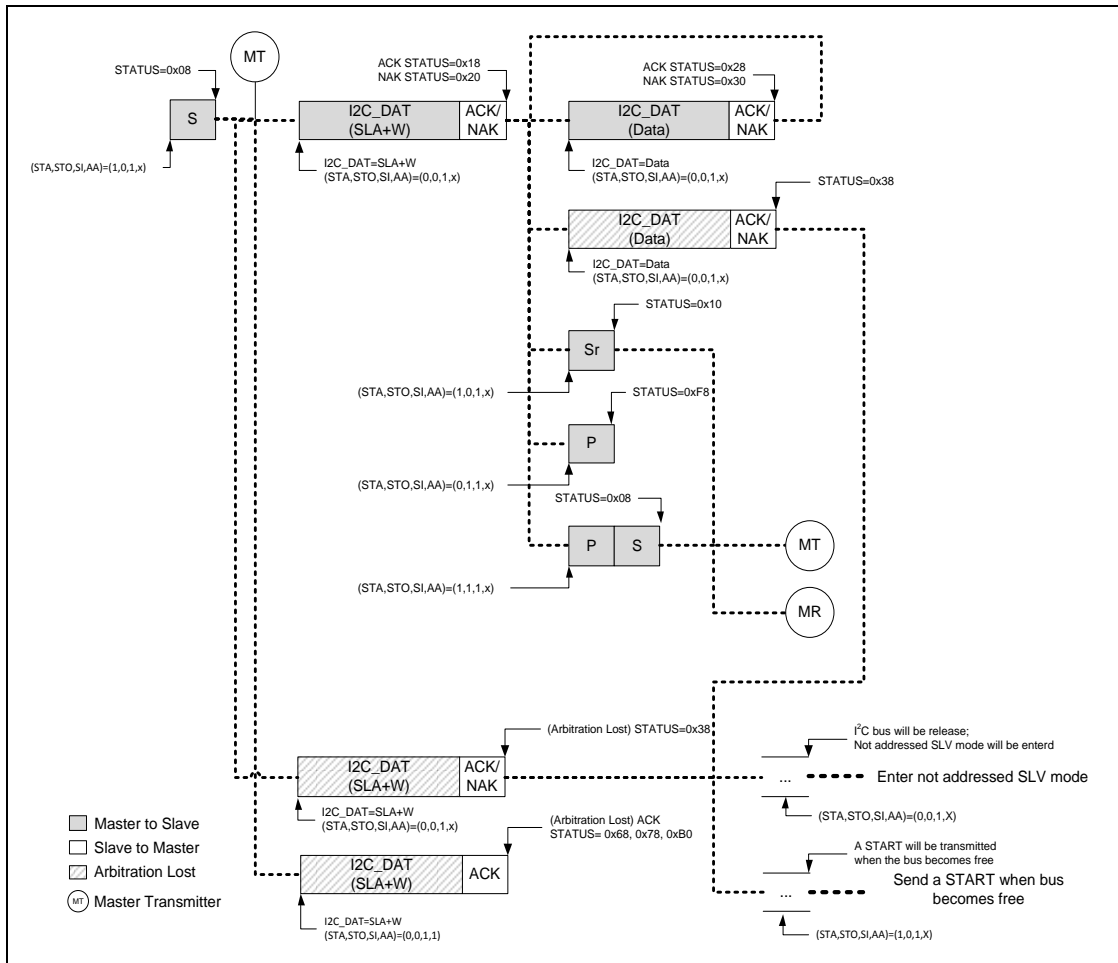 MT
STATUS=0x08
ACK STATUS=0x18
NAK STATUS=0x20
ACK STATUS=0x28
NAK STATUS=0x30
S
I2C_DAT
(SLA+W)
ACK/
NAK
I2C_DAT
(Data)
ACK/
NAK
(STA,STO,SI,AA)=(1,0,1,x)
I2C_DAT=SLA+W
(STA,STO,SI,AA)=(0,0,1,x)
I2C_DAT=Data
(STA,STO,SI,AA)=(0,0,1,x)
STATUS=0x38
I2C_DAT
(Data)
ACK/
NAK
I2C_DAT=Data
(STA,STO,SI,AA)=(0,0,1,x)
STATUS=0x10
Sr
(STA,STO,SI,AA)=(1,0,1,x)
STATUS=0xF8
P
(STA,STO,SI,AA)=(0,1,1,x)
STATUS=0x08
P
S
MT
(STA,STO,SI,AA)=(1,1,1,x)
MR
(Arbitration Lost) STATUS=0x38
I2C_DAT
(SLA+W)
ACK/
NAK
I2C_DAT=SLA+W
(STA,STO,SI,AA)=(0,0,1,x)
I²C bus will be release;
Not addressed SLV mode will be enterd
...
Enter not addressed SLV mode
(STA,STO,SI,AA)=(0,0,1,X)
(Arbitration Lost) ACK
STATUS= 0x68, 0x78, 0xB0
I2C_DAT
(SLA+W)
ACK
I2C_DAT=SLA+W
(STA,STO,SI,AA)=(0,0,1,1)
A START will be transmitted
when the bus becomes free
...
Send a START when bus
becomes free
(STA,STO,SI,AA)=(1,0,1,X)
Master to Slave
Slave to Master
Arbitration Lost
MT Master Transmitter